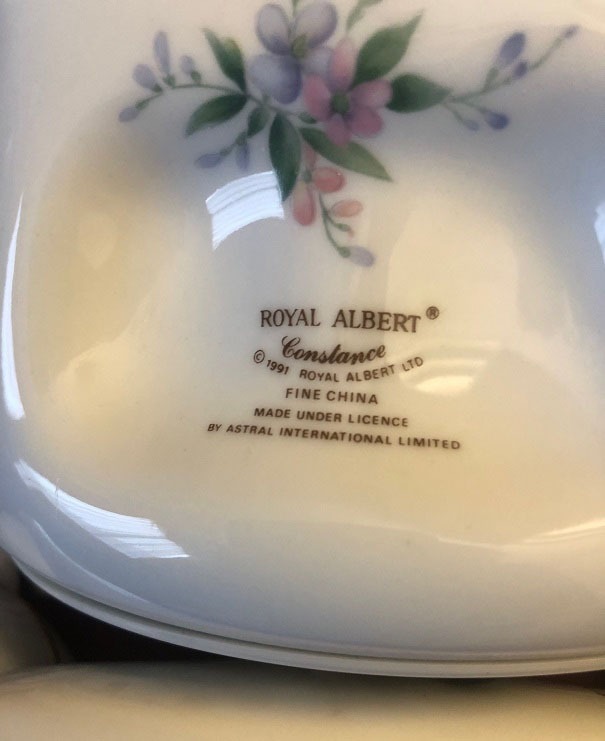 ROYAL ALBERT®
Constance
© 1991 ROYAL ALBERT LTD
FINE CHINA
MADE UNDER LICENCE
BY ASTRAL INTERNATIONAL LIMITED